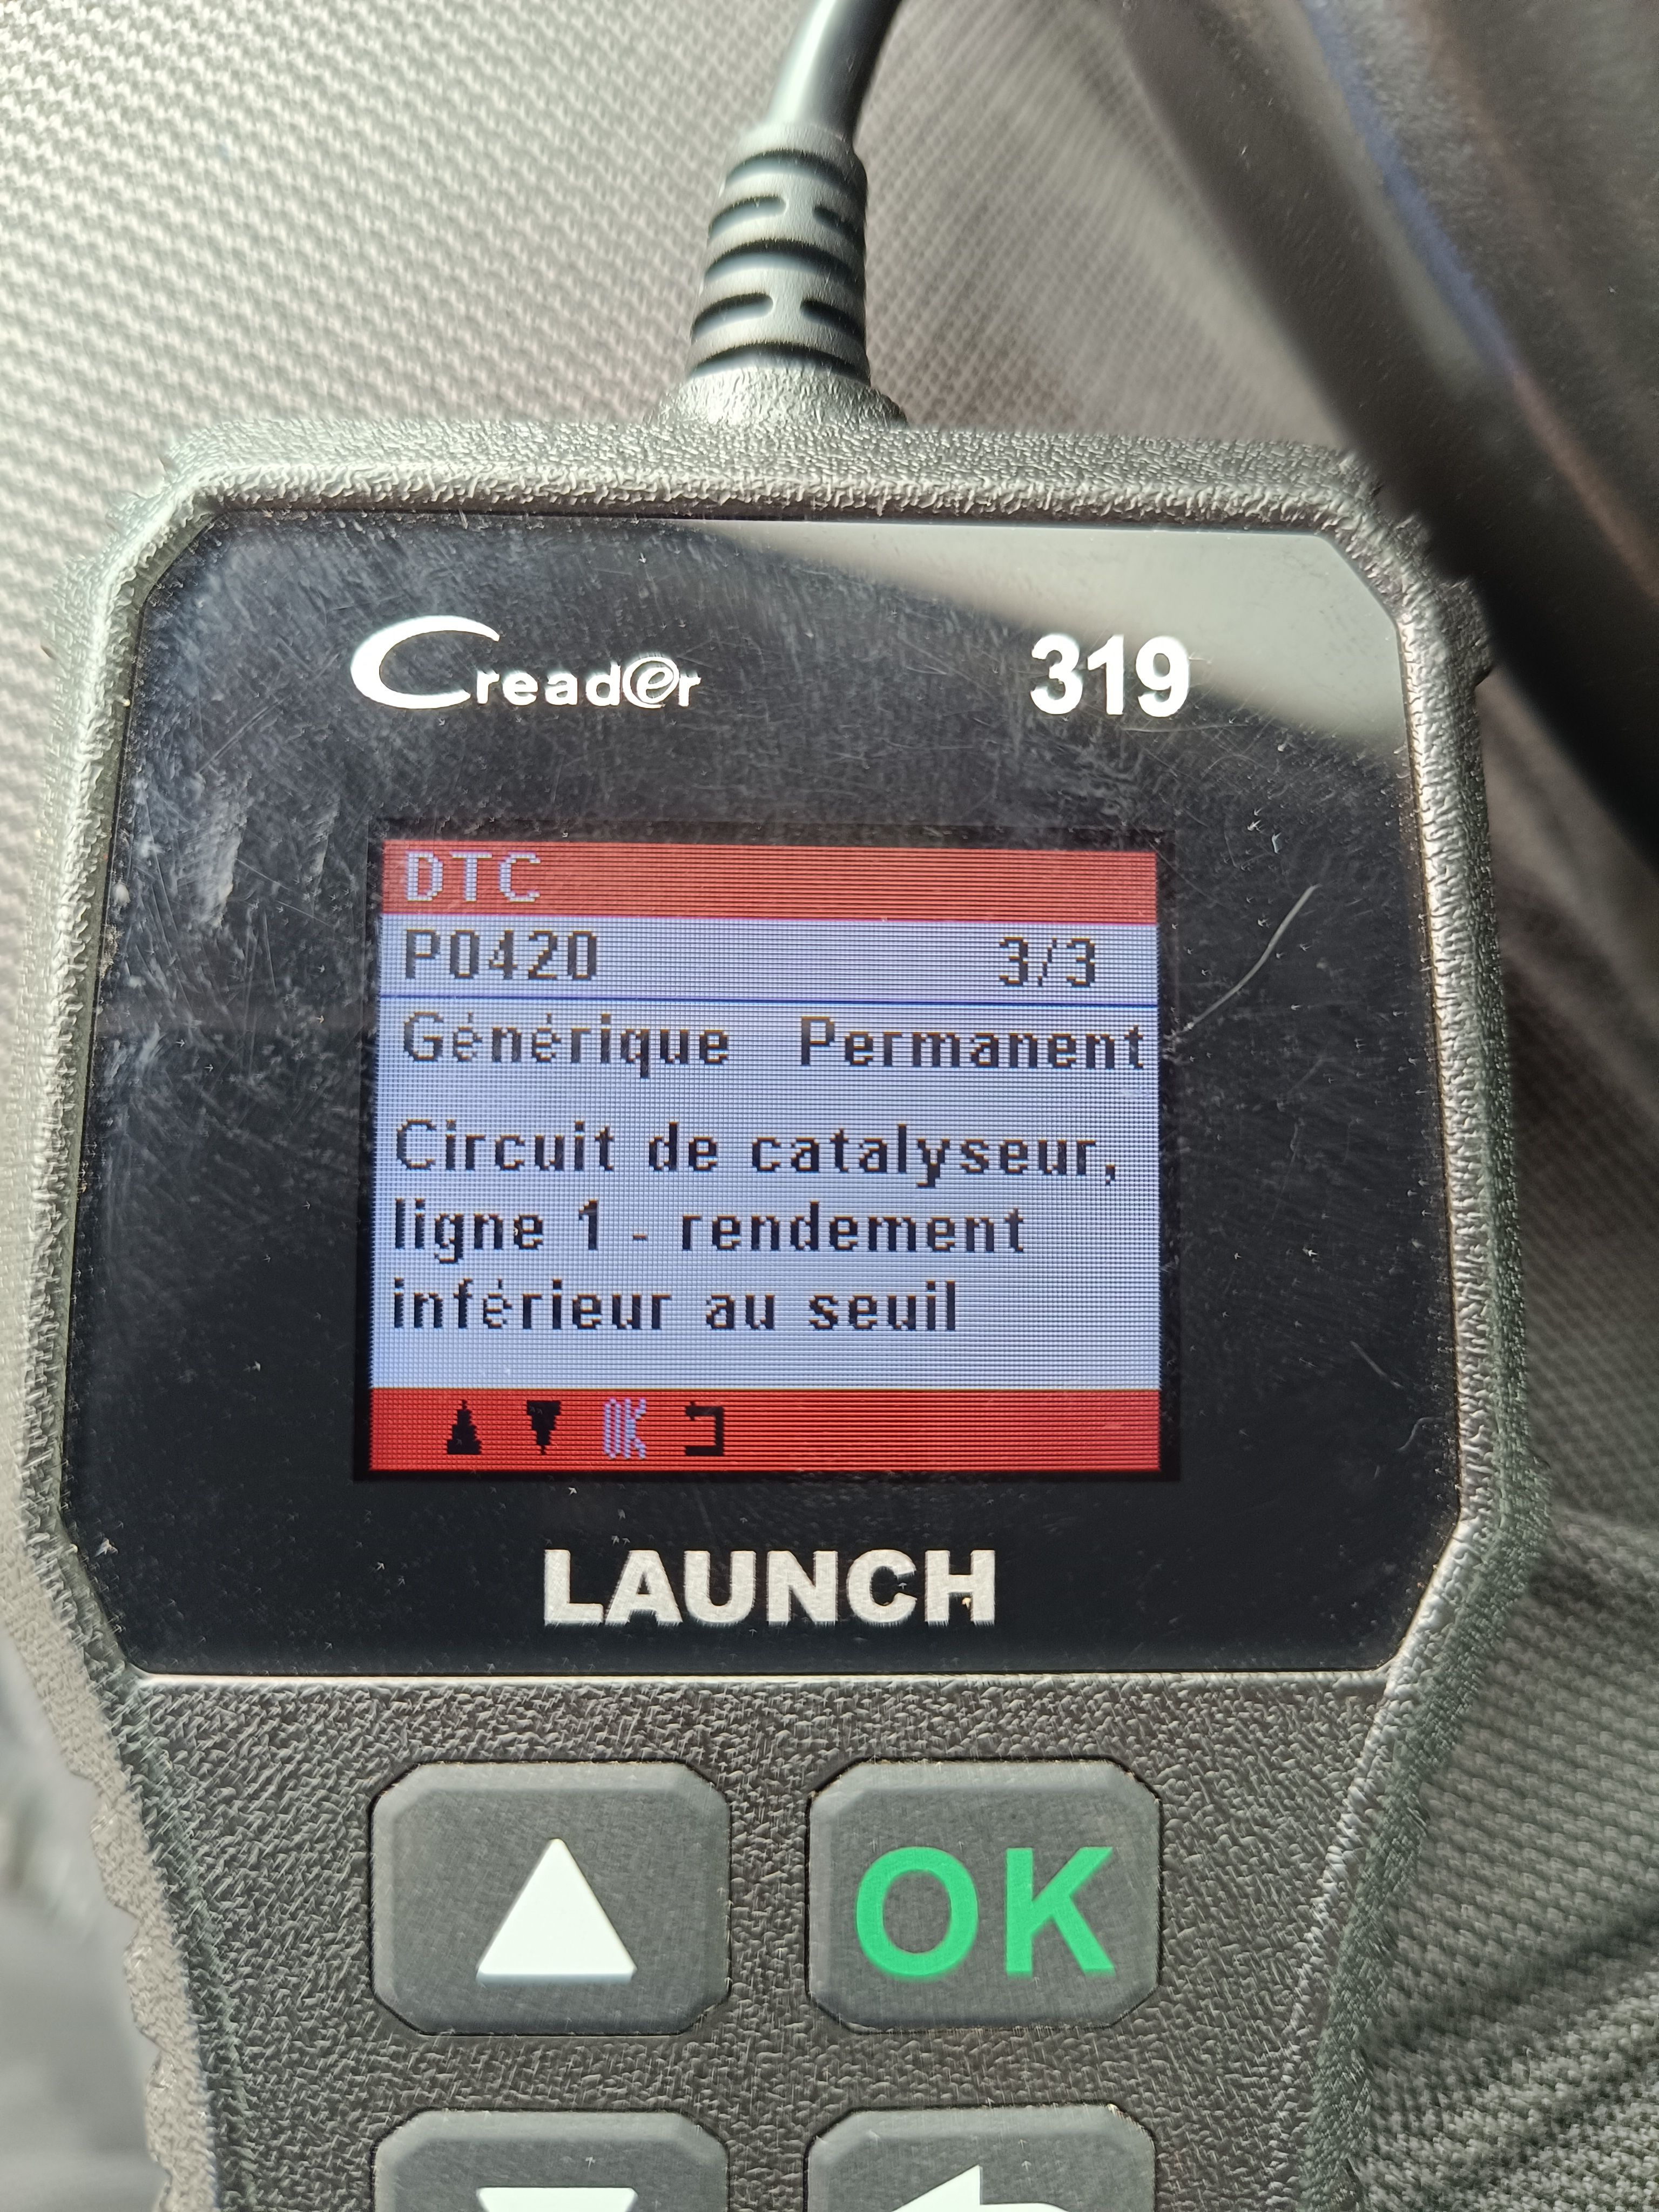 Creader 319
DTC
P0420 3/3
Générique Permanent
Circuit de catalyseur,
ligne 1 - rendement
inférieur au seuil
OK
LAUNCH
OK